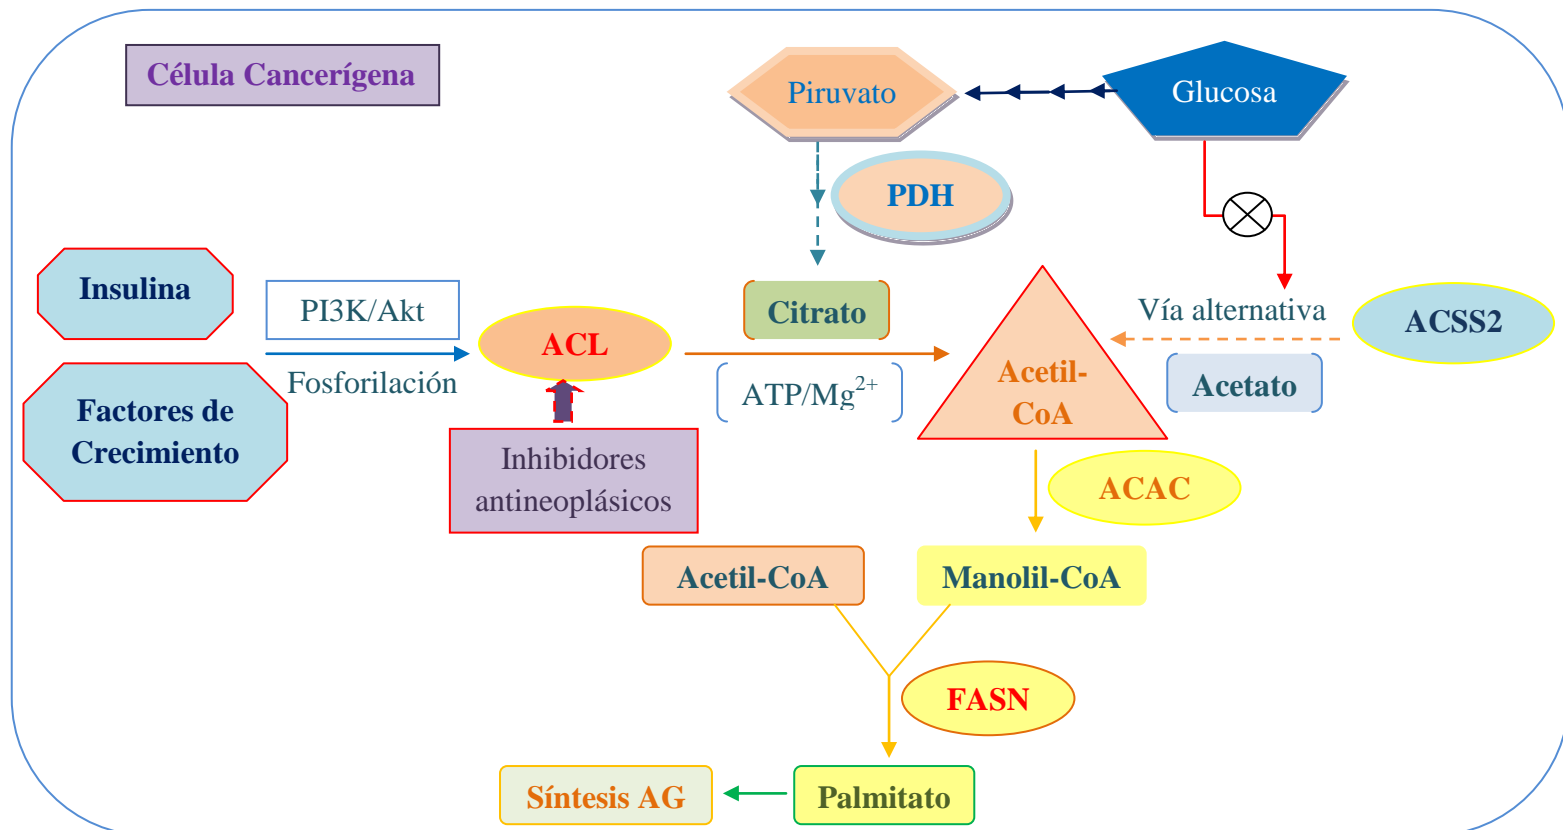 Célula Cancerígena
Piruvato
Glucosa
PDH
Insulina
PI3K/Akt
Citrato
Vía alternativa
ACSS2
ACL
Fosforilación
ATP/Mg²⁺
Acetil-
CoA
Acetato
Factores de
Crecimiento
Inhibidores
antineoplásicos
ACAC
Acetil-CoA
Manolil-CoA
FASN
Síntesis AG
Palmitato